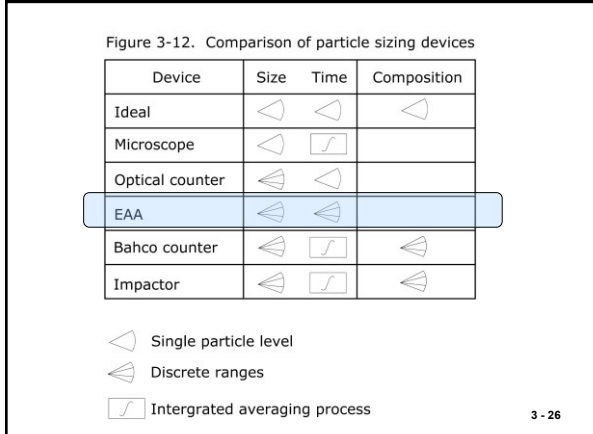 Figure 3-12. Comparison of particle sizing devices
Device Size Time Composition
Ideal
Microscope
Optical counter
EAA
Bahco counter
Impactor
Single particle level
Discrete ranges
Intergrated averaging process
3 - 26